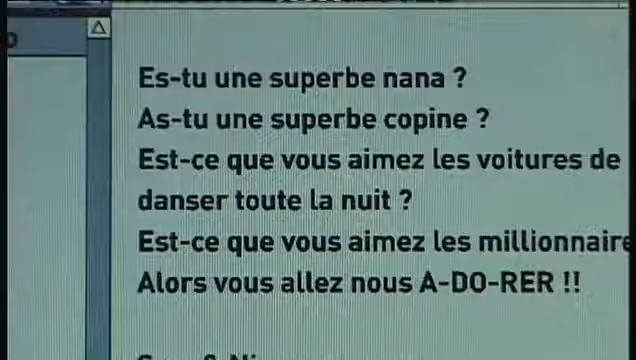 Es-tu une superbe nana ?
As-tu une superbe copine ?
Est-ce que vous aimez les voitures de
danser toute la nuit ?
Est-ce que vous aimez les millionnaire
Alors vous allez nous A-DO-RER !!